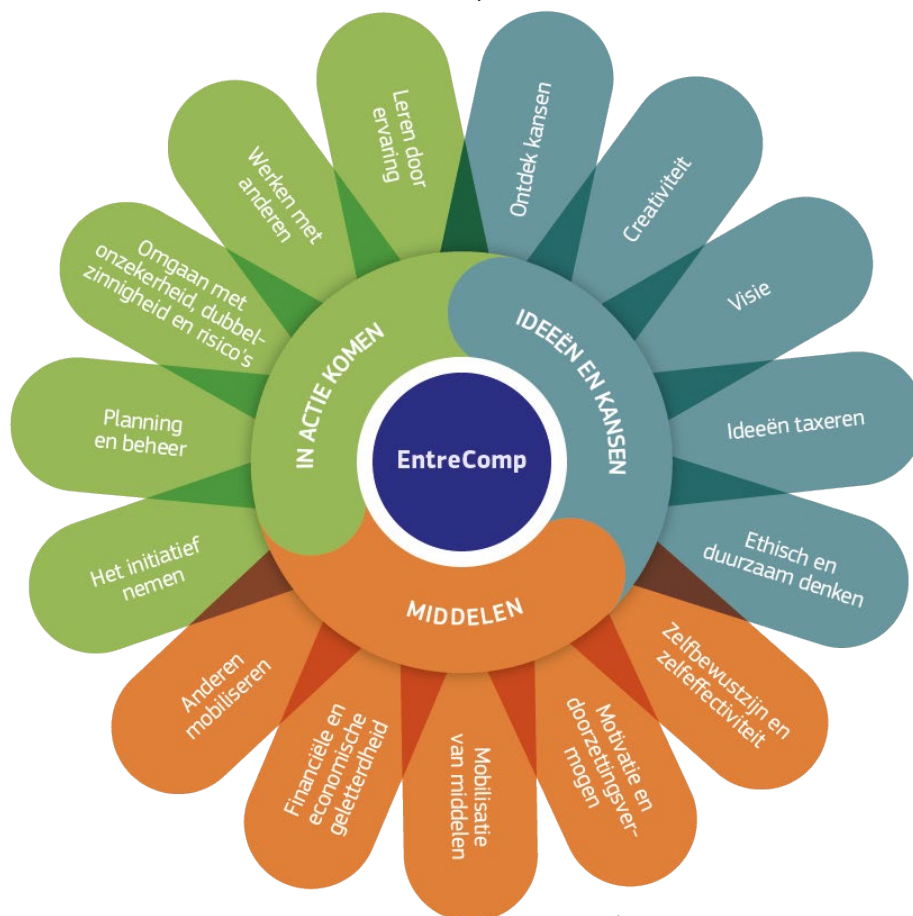 EntreComp
IDEEËN EN KANSEN
Ontdek kansen
Creativiteit
Visie
Ideeën taxeren
Ethisch en
duurzaam denken
MIDDELEN
Zelfbewustzijn en
zelfeffectiviteit
Motivatie en
doorzettingsver-
mogen
Mobilisatie
van middelen
Financiële en
economische
geletterdheid
Anderen
mobiliseren
IN ACTIE KOMEN
Het initiatief
nemen
Planning
en beheer
Omgaan met
onzekerheid, dubbel-
zinnigheid en risico's
Werken met
anderen
Leren door
ervaring